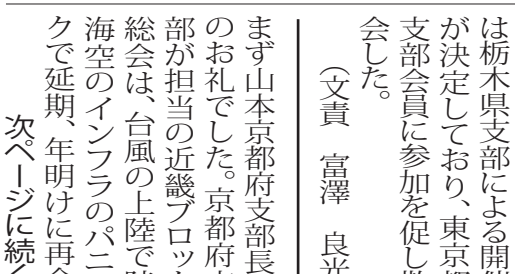 は栃木県支部による開催
が決定しており、東京都
支部会員に参加を促し
会した。
（文責　富澤　良光
まず山本京都府支部長
のお礼でした。京都府支
部が担当の近畿ブロッ
総会は、台風の上陸で陸
海空のインフラのパニ
クで延期、年明けに再会
次ページに続く